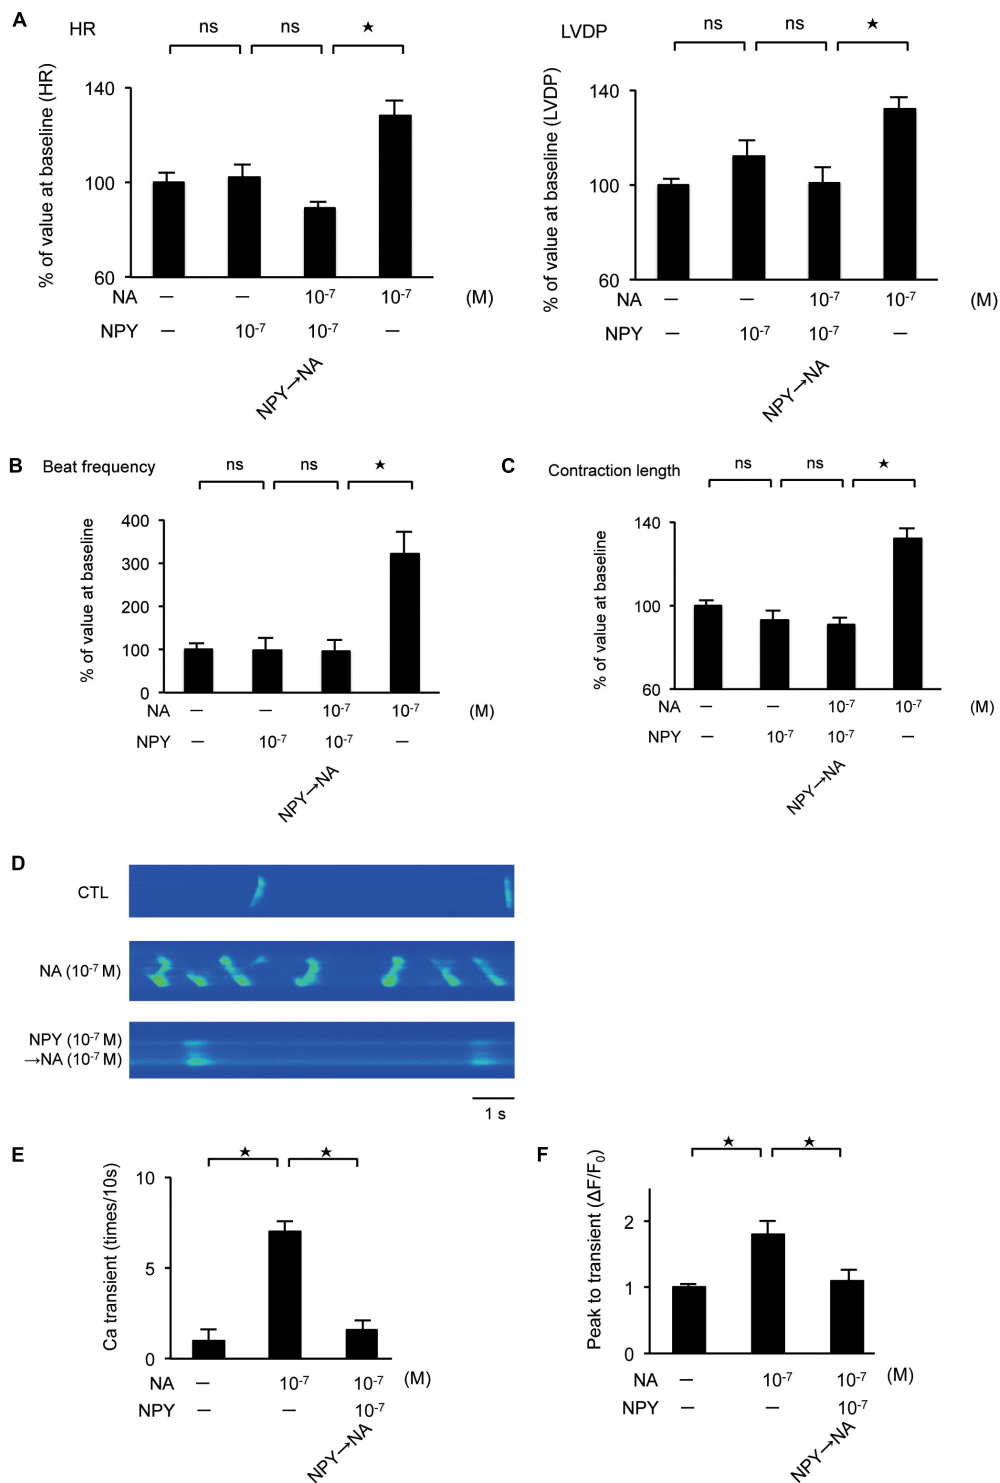 A
HR
ns ns ★
% of value at baseline (HR)
140
100
60
NA — — 10-7 10-7 (M)
NPY — 10-7 10-7 —
NPY→NA
LVDP
ns ns ★
% of value at baseline (LVDP)
140
100
60
NA — — 10-7 10-7 (M)
NPY — 10-7 10-7 —
NPY→NA
B
Beat frequency
ns ns ★
% of value at baseline
400
300
200
100
0
NA — — 10-7 10-7 (M)
NPY — 10-7 10-7 —
NPY→NA
C
Contraction length
ns ns ★
% of value at baseline
140
100
60
NA — — 10-7 10-7 (M)
NPY — 10-7 10-7 —
NPY→NA
D
CTL
NA (10-7 M)
NPY (10-7 M)
→NA (10-7 M)
1 s
E
★ ★
Ca transient (times/10s)
10
5
0
NA — 10-7 10-7 (M)
NPY — — 10-7
NPY→NA
F
★ ★
Peak to transient (ΔF/F0)
2
1
0
NA — 10-7 10-7 (M)
NPY — — 10-7
NPY→NA